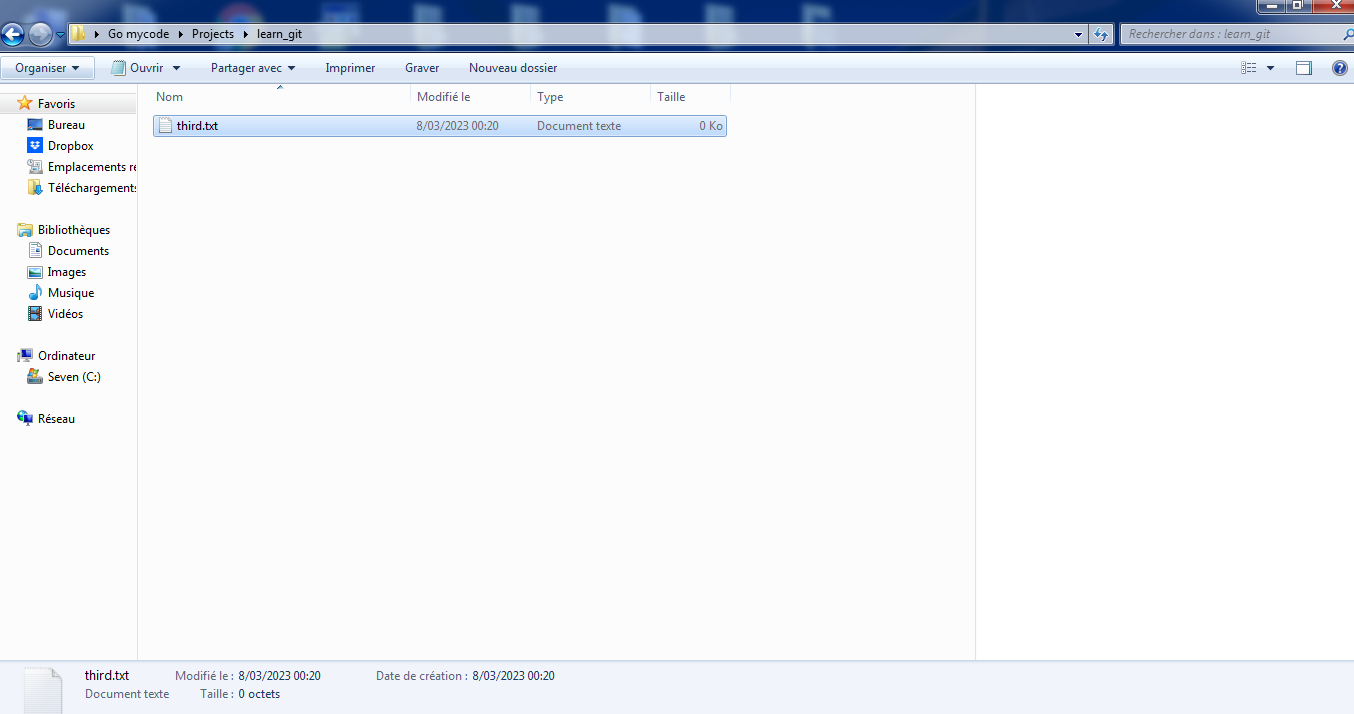 Go mycode Projects learn_git Rechercher dans : learn_git
Organiser Ouvrir Partager avec Imprimer Graver Nouveau dossier
Nom Modifié le Type Taille
third.txt 8/03/2023 00:20 Document texte 0 Ko
Favoris
Bureau
Dropbox
Emplacements re
Téléchargements
Bibliothèques
Documents
Images
Musique
Vidéos
Ordinateur
Seven (C:)
Réseau
third.txt Modifié le : 8/03/2023 00:20 Date de création : 8/03/2023 00:20
Document texte Taille : 0 octets